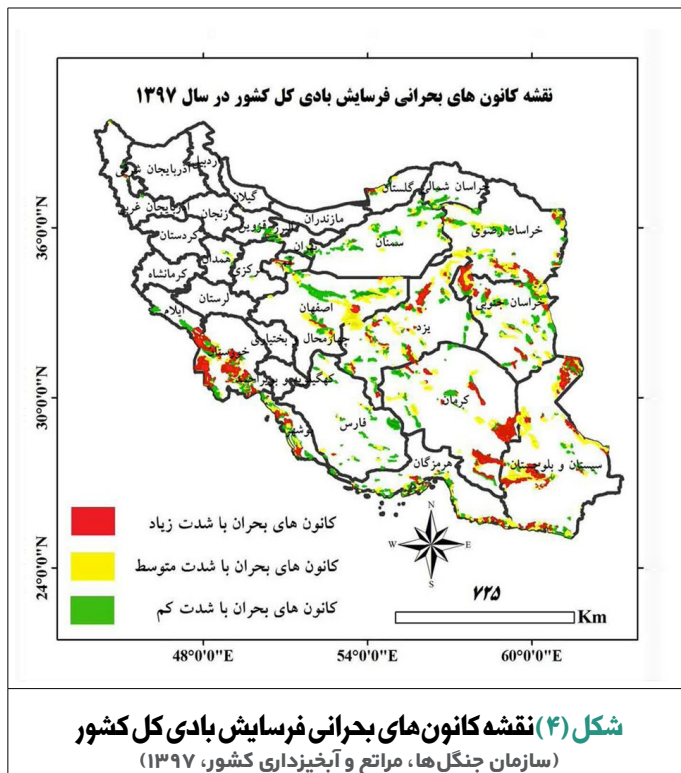 نقشه کانون های بحرانی فرسایش بادی کل کشور در سال ۱۳۹۷
36°0'0"N
30°0'0"N
24°0'0"N
آذربایجان شرقی
اردبیل
آذربایجان غربی
گیلان
زنجان
کردستان
قزوین
البرز
مازندران
تهران
گلستان
خراسان شمالی
خراسان رضوی
سمنان
همدان
مرکزی
قم
کرمانشاه
لرستان
ایلام
اصفهان
یزد
خراسان جنوبی
خوزستان
چهارمحال
بختیاری
کهگیلویه و بویراحمد
فارس
کرمان
بوشهر
هرمزگان
سیستان و بلوچستان
کانون های بحران با شدت زیاد
کانون های بحران با شدت متوسط
کانون های بحران با شدت کم
N
W
E
S
۷۲۵
Km
48°0'0"E
54°0'0"E
60°0'0"E
شکل (۴) نقشه کانون‌های بحرانی فرسایش بادی کل کشور
(سازمان جنگل‌ها، مراتع و آبخیزداری کشور، ۱۳۹۷)